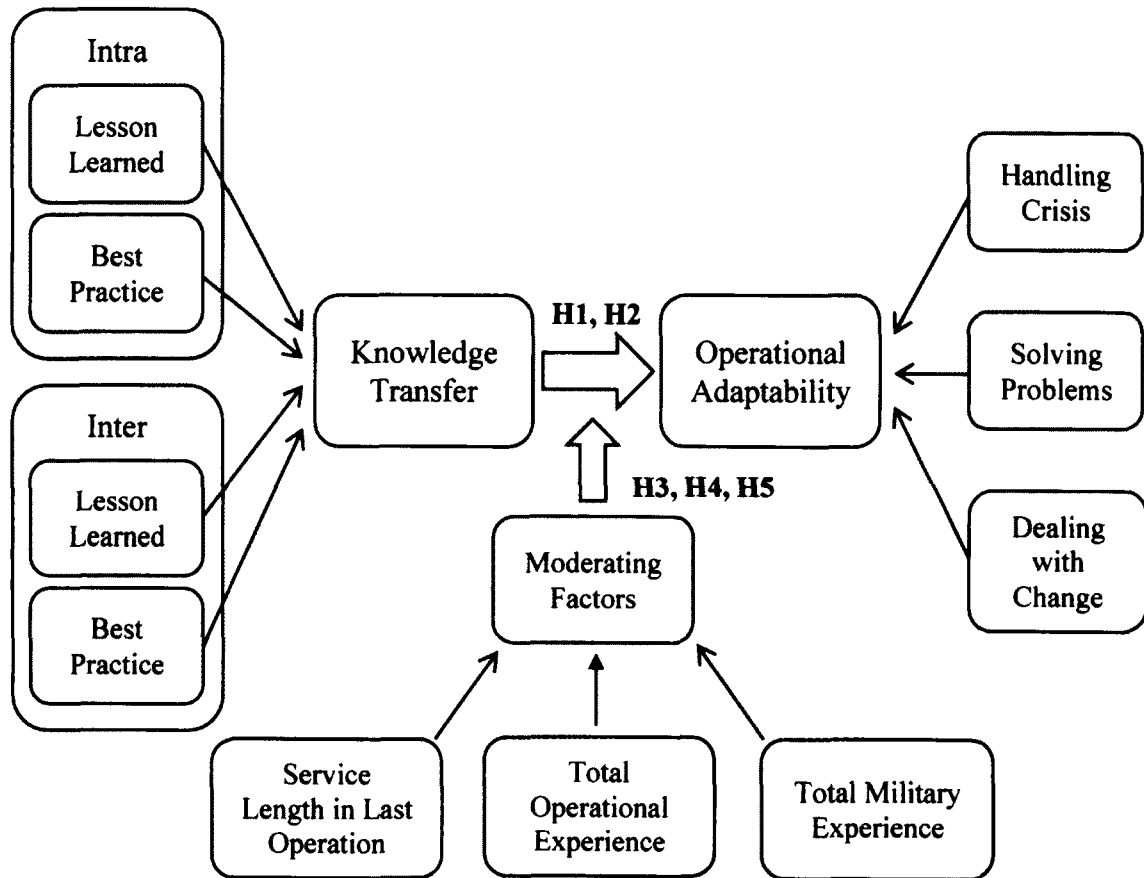 Intra
Lesson
Learned
Best
Practice
Inter
Lesson
Learned
Best
Practice
Knowledge
Transfer
H1, H2
Operational
Adaptability
Handling
Crisis
Solving
Problems
Dealing
with
Change
H3, H4, H5
Moderating
Factors
Service
Length in Last
Operation
Total
Operational
Experience
Total Military
Experience